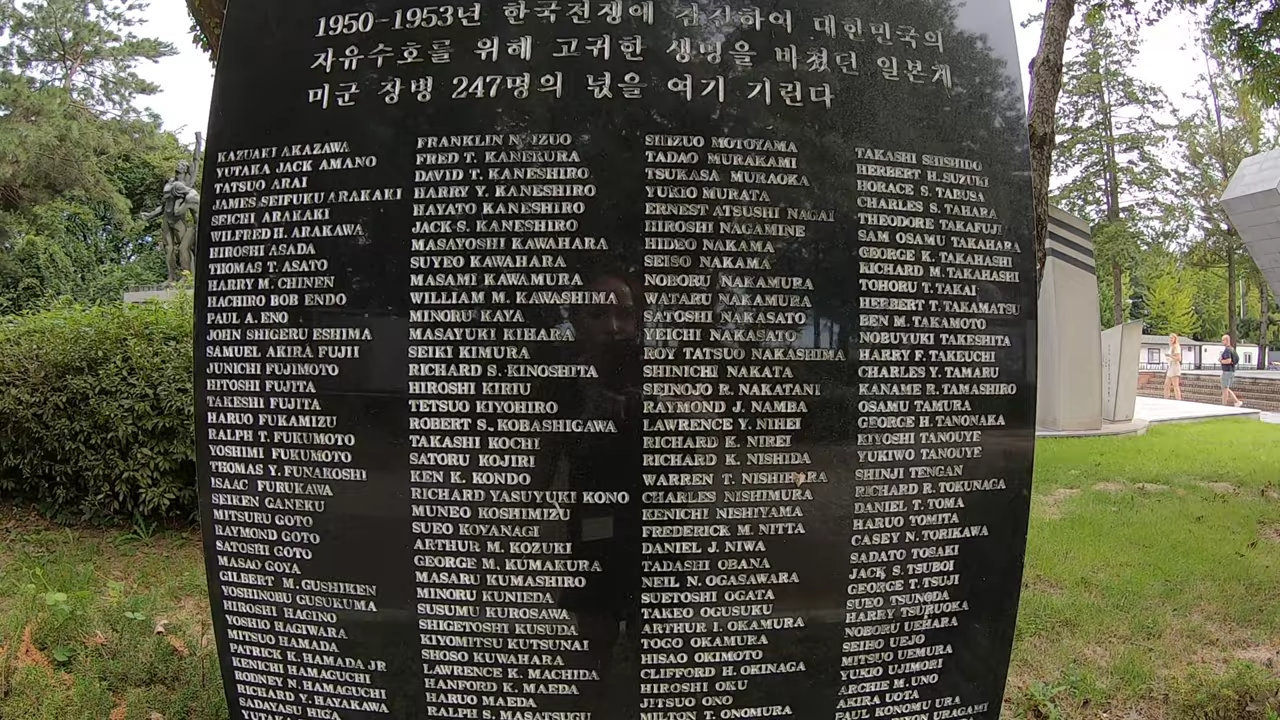 1950-1953년 한국전쟁에 참전하여 대한민국의
자유수호를 위해 고귀한 생명을 바쳤던 일본계
미군 장병 247명의 넋을 여기 기린다
KAZUAKI AKAZAWA
YUTAKA JACK AMANO
TATSUO ARAI
JAMES SEIFUKU ARAKAKI
SEICHI ARAKAKI
WILFRED H. ARAKAWA
HIROSHI ASADA
THOMAS T. ASATO
HARRY M. CHINEN
HACHIRO BOB ENDO
PAUL A. ENO
JOHN SHIGERU ESHIMA
SAMUEL AKIRA FUJII
JUNICHI FUJIMOTO
HITOSHI FUJITA
TAKESHI FUJITA
HARUO FUKAMIZU
RALPH T. FUKUMOTO
YOSHIMI FUKUMOTO
THOMAS Y. FUNAKOSHI
ISAAC FURUKAWA
SEIKEN GANEKU
MITSURU GOTO
RAYMOND GOTO
SATOSHI GOTO
MASAO GOYA
GILBERT M. GUSHIKEN
YOSHINOBU GUSUKUMA
HIROSHI HAGINO
YOSHIO HAGIWARA
MITSUO HAMADA
PATRICK K. HAMADA JR
KENICHI HAMAGUCHI
RODNEY N. HAMAGUCHI
RICHARD Y. HAYAKAWA
SADAYASU HIGA
FRANKLIN N. IZUO
FRED T. KANEKURA
DAVID T. KANESHIRO
HARRY Y. KANESHIRO
HAYATO KANESHIRO
JACK S. KANESHIRO
MASAYOSHI KAWAHARA
SUYEO KAWAHARA
MASAMI KAWAMURA
WILLIAM M. KAWASHIMA
MINORU KAYA
MASAYUKI KIHARA
SEIKI KIMURA
RICHARD S. KINOSHITA
HIROSHI KIHU
TETSUO KIYOHIRO
ROBERT S. KOBASHIGAWA
TAKASHI KOCHI
SATORU KOJIRI
KEN K. KONDO
RICHARD YASUYUKI KONO
MUNEO KOSHIMIZU
SUEO KOYANAGI
ARTHUR M. KOZUKI
GEORGE M. KUMAKURA
MASARU KUMASHIRO
MINORU KUNIEDA
SUSUMU KUROSAWA
SHIGETOSHI KUSUDA
KIYOMITSU KUTSUNAI
SHOSO KUWAHARA
LAWRENCE K. MACHIDA
HANFORD K. MAEDA
HARUO MAEDA
RALPH S. MASATSUGU
SHIZUO MOTOYAMA
TADAO MURAKAMI
TSUKASA MURAOKA
YUKIO MURATA
ERNEST ATSUSHI NAGAI
HIROSHI NAGAMINE
HIDEO NAKAMA
SEISO NAKAMA
NOBORU NAKAMURA
WATARU NAKAMURA
SATOSHI NAKASATO
YEICHI NAKASATO
ROY TATSUO NAKASHIMA
SHINICHI NAKATA
SEINOJO R. NAKATANI
RAYMOND J. NAMBA
LAWRENCE Y. NIHEI
RICHARD K. NIREI
RICHARD K. NISHIDA
WARREN T. NISHIHARA
CHARLES NISHIMURA
KENICHI NISHIYAMA
FREDERICK M. NITTA
DANIEL J. NIWA
TADASHI OBANA
NEIL N. OGASAWARA
SUETOSHI OGATA
TAKEO OGUSUKU
ARTHUR I. OKAMURA
TOGO OKAMURA
HISAO OKIMOTO
CLIFFORD H. OKINAGA
HIROSHI OKU
JITSUO ONO
MILTON T. ONOMURA
TAKASHI SHISHIDO
HERBERT H. SUZUKI
HORACE S. TABUSA
CHARLES S. TAHARA
THEODORE TAKAFUJI
SAM OSAMU TAKAHARA
GEORGE K. TAKAHASHI
RICHARD M. TAKAHASHI
TOHORU T. TAKAI
HERBERT T. TAKAMATSU
BEN M. TAKAMOTO
NOBUYUKI TAKESHITA
HARRY F. TAKEUCHI
CHARLES Y. TAMARU
KANAME R. TAMASHIRO
OSAMU TAMURA
GEORGE H. TANONAKA
KIYOSHI TANOUYE
YUKIWO TANOUYE
SHINJI TENGAN
RICHARD R. TOKUNAGA
DANIEL T. TOMA
HARUO TOMITA
CASEY N. TORIKAWA
SADATO TOSAKI
JACK S. TSUBOI
GEORGE T. TSUJI
SUEO TSUNODA
HARRY TSURUOKA
NOBORU UEHARA
SEIHO UEJO
MITSUO UEMURA
YUKIO UJIMORI
ARCHIE M. UNO
AKIRA UOTA
PAUL KONOMU URA
URAGAMI